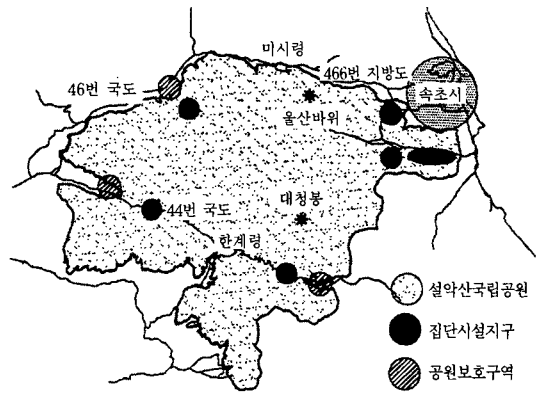 미시령
466번 지방도
46번 국도
속초시
울산바위
대청봉
44번 국도
한계령
설악산국립공원
집단시설지구
공원보호구역